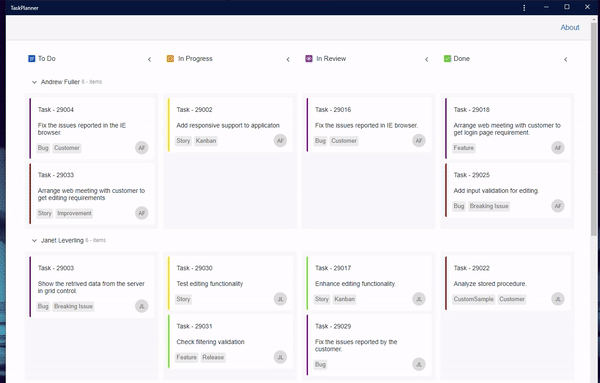 TaskPlanner
About
To Do
In Progress
In Review
Done
Andrew Fuller 6 - items
Task - 29004
Fix the issues reported in the IE
browser.
Bug Customer
AF
Task - 29033
Arrange web meeting with customer to
get editing requirements
Story Improvement
AF
Task - 29002
Add responsive support to applicaton
Story Kanban
AF
Task - 29016
Fix the issues reported in IE browser.
Bug Customer
AF
Task - 29018
Arrange web meeting with customer to
get login page requirement.
Feature
AF
Task - 29025
Add input validation for editing.
Bug Breaking Issue
AF
Janet Leverling 6 - items
Task - 29003
Show the retrived data from the server
in grid control.
Bug Breaking Issue
JL
Task - 29030
Test editing functionality
Story
JL
Task - 29031
Check filtering validation
Feature Release
JL
Task - 29017
Enhance editing functionality.
Story Kanban
JL
Task - 29029
Fix the issues reported by the
customer.
Bug
JL
Task - 29022
Analyze stored procedure.
CustomSample Customer
JL